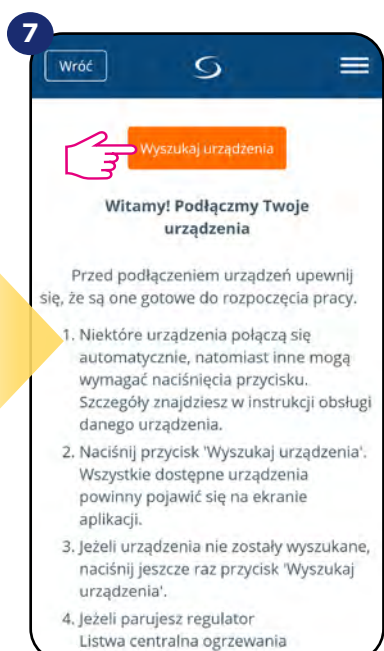 7
Wróć
Wyszukaj urządzenia
Witamy! Podłączmy Twoje
urządzenia
Przed podłączeniem urządzeń upewnij
się, że są one gotowe do rozpoczęcia pracy.
1. Niektóre urządzenia połączą się
automatycznie, natomiast inne mogą
wymagać naciśnięcia przycisku.
Szczegóły znajdziesz w instrukcji obsługi
danego urządzenia.
2. Naciśnij przycisk 'Wyszukaj urządzenia'.
Wszystkie dostępne urządzenia
powinny pojawić się na ekranie
aplikacji.
3. Jeżeli urządzenia nie zostały wyszukane,
naciśnij jeszcze raz przycisk 'Wyszukaj
urządzenia'.
4. Jeżeli parujesz regulator
Listwa centralna ogrzewania